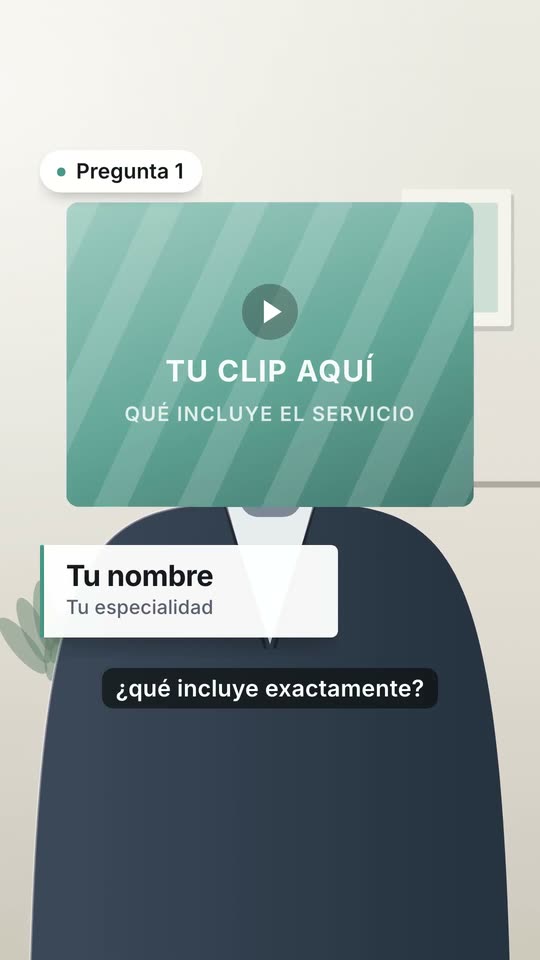 Pregunta 1
TU CLIP AQUÍ
QUÉ INCLUYE EL SERVICIO
Tu nombre
Tu especialidad
¿qué incluye exactamente?